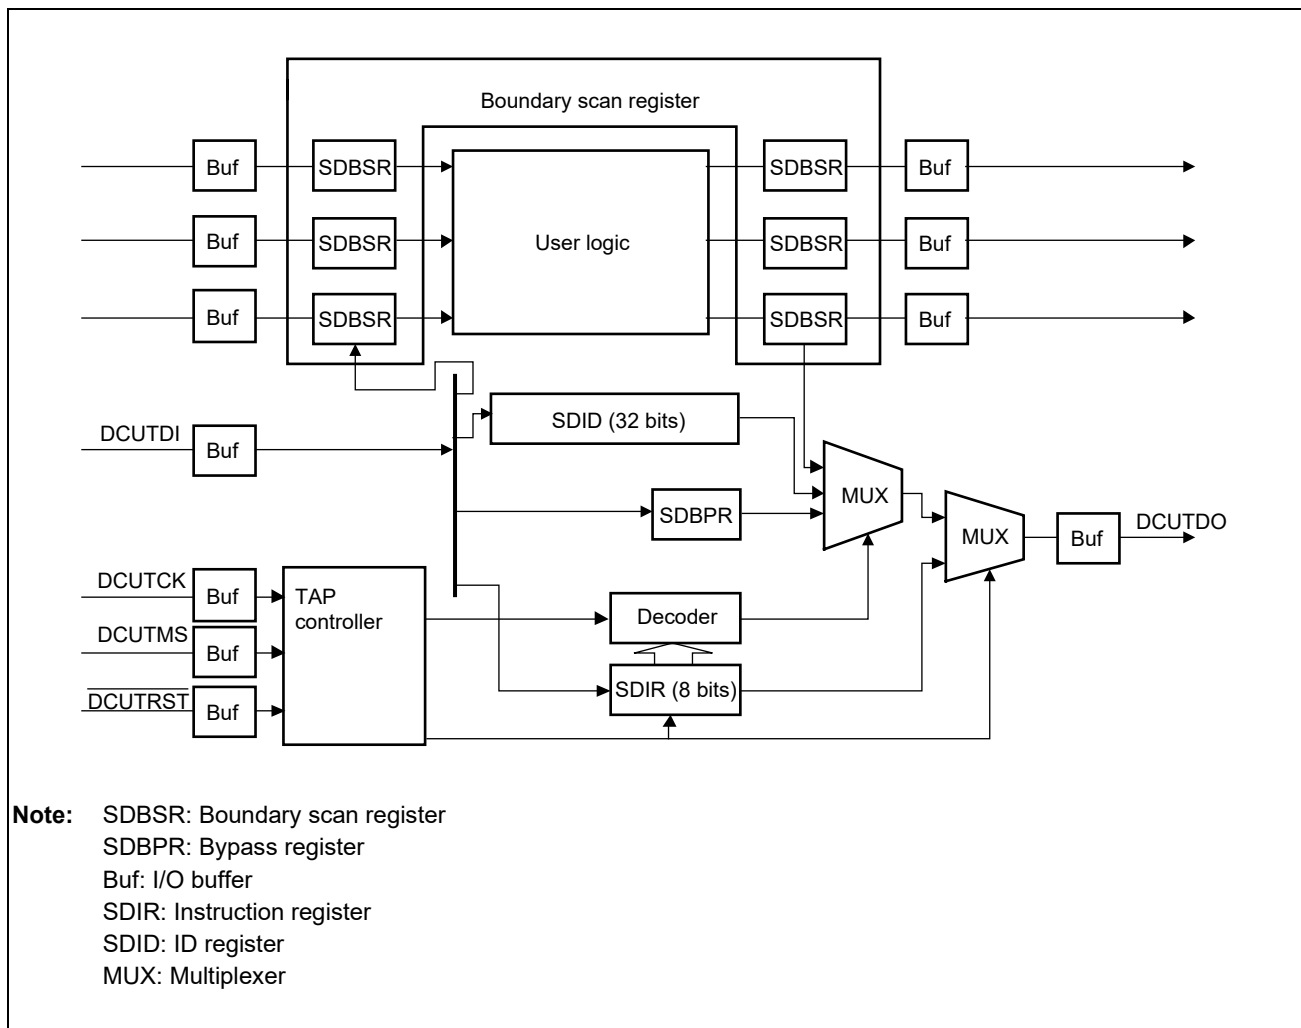 Boundary scan register
Buf SDBSR SDBSR Buf
Buf SDBSR User logic SDBSR Buf
Buf SDBSR SDBSR Buf
DCUTDI Buf SDID (32 bits)
MUX
SDBPR
MUX Buf DCUTDO
DCUTCK Buf TAP
controller
Decoder
DCUTMS Buf
DCUTRST Buf SDIR (8 bits)
Note: SDBSR: Boundary scan register
SDBPR: Bypass register
Buf: I/O buffer
SDIR: Instruction register
SDID: ID register
MUX: Multiplexer